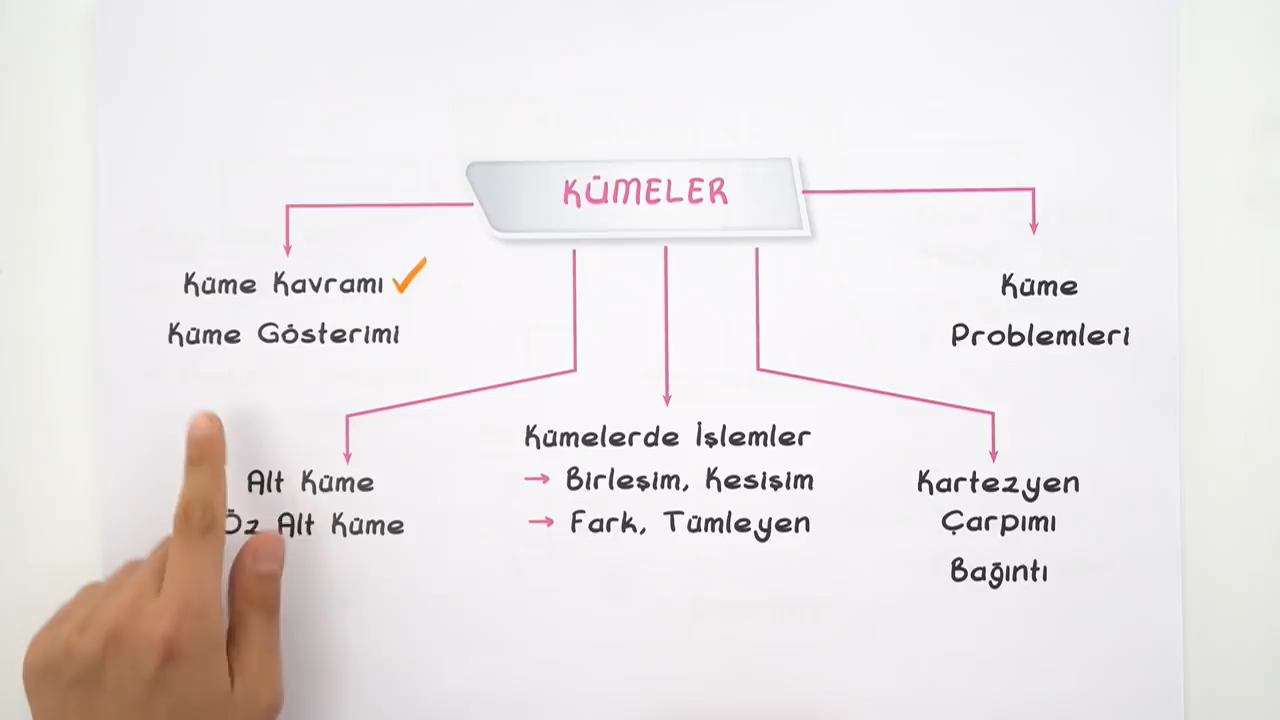 KÜMELER
Küme Kavramı
Küme Gösterimi
Alt Küme
Öz Alt Küme
Kümelerde İşlemler
→ Birleşim, Kesişim
→ Fark, Tümleyen
Kartezyen
Çarpımı
Bağıntı
Küme
Problemleri